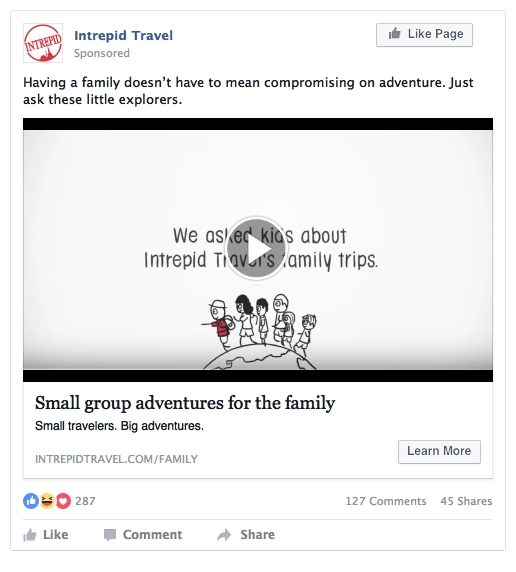 INTREPID
Intrepid Travel
Sponsored
Like Page
Having a family doesn't have to mean compromising on adventure. Just
ask these little explorers.
We asked kids about
Intrepid Travel's family trips.
Small group adventures for the family
Small travelers. Big adventures.
INTREPIDTRAVEL.COM/FAMILY
Learn More
287
127 Comments
45 Shares
Like
Comment
Share